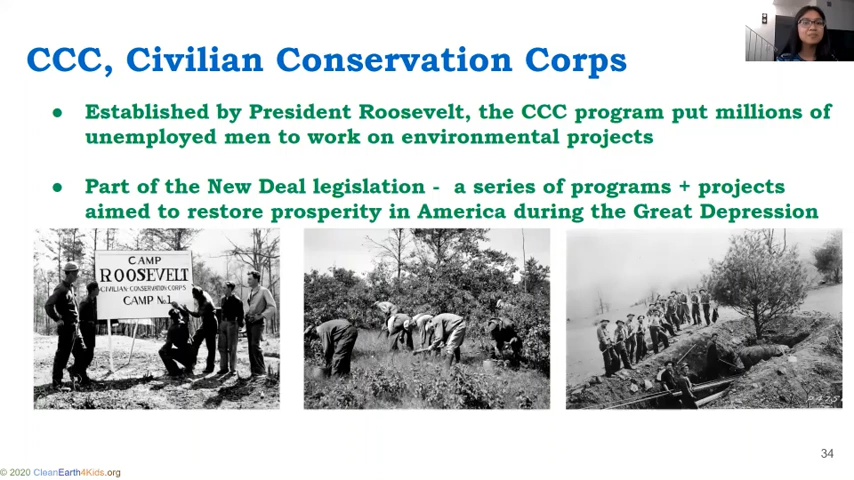 CCC, Civilian Conservation Corps
● Established by President Roosevelt, the CCC program put millions of
unemployed men to work on environmental projects
● Part of the New Deal legislation - a series of programs + projects
aimed to restore prosperity in America during the Great Depression
CAMP
ROOSEVELT
CIVILIAN·CONSERVATION·CORPS
CAMP No.1
34
© 2020 CleanEarth4Kids.org